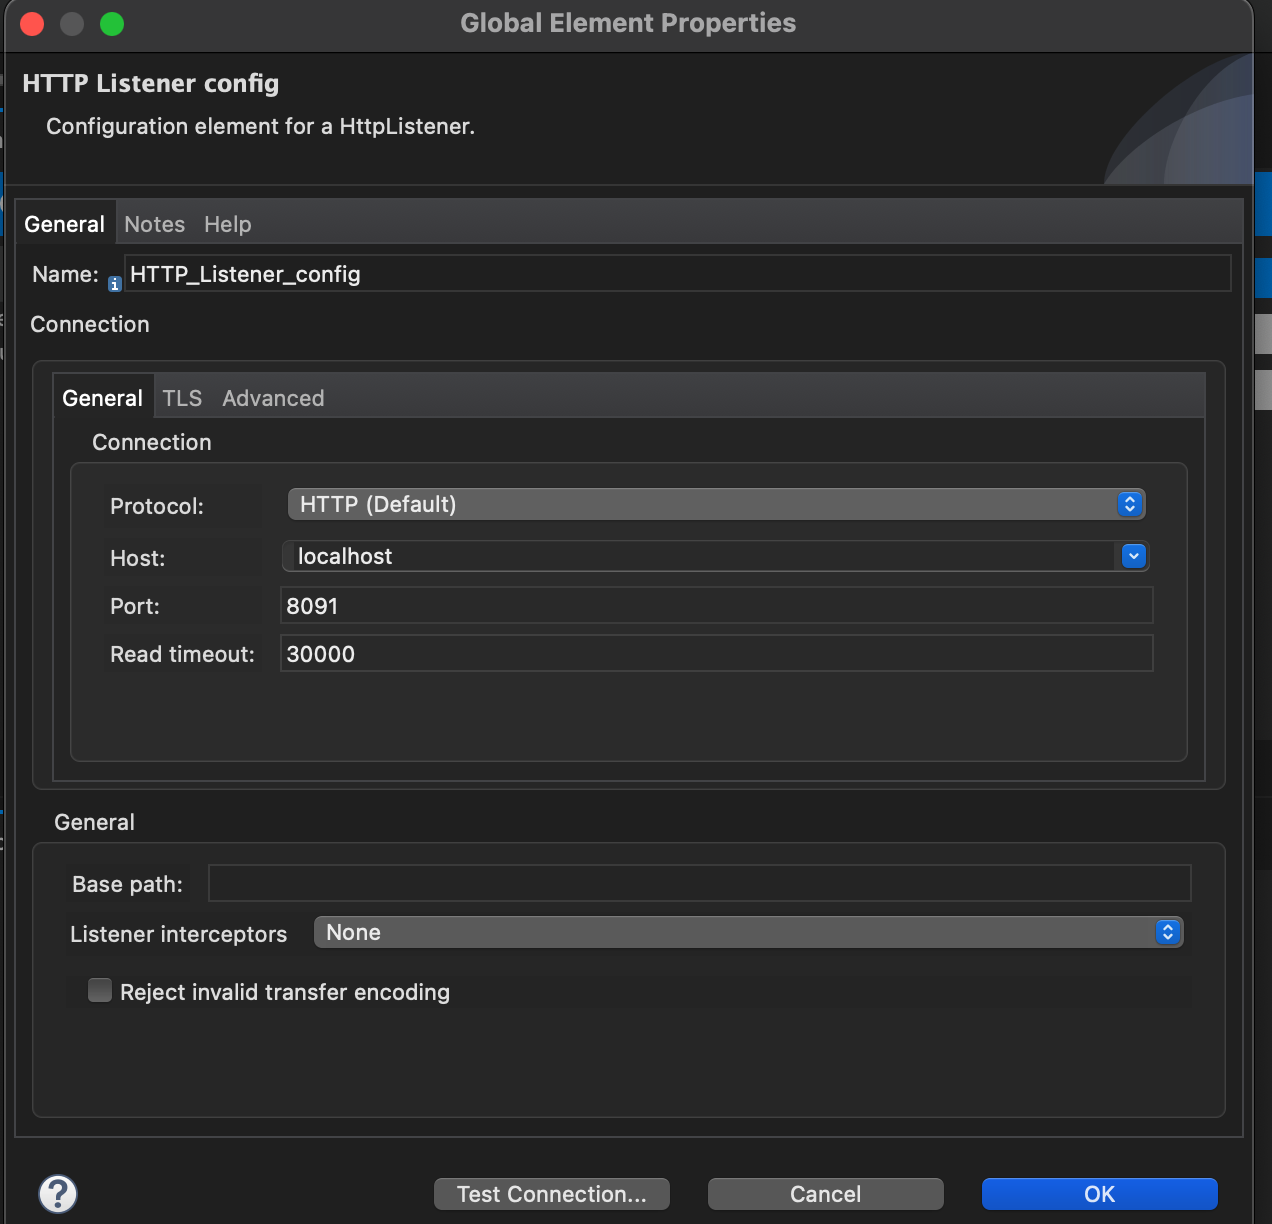 Global Element Properties
HTTP Listener config
Configuration element for a HttpListener.
General Notes Help
Name: HTTP_Listener_config
Connection
General TLS Advanced
Connection
Protocol: HTTP (Default)
Host: localhost
Port: 8091
Read timeout: 30000
General
Base path:
Listener interceptors None
Reject invalid transfer encoding
? Test Connection... Cancel OK